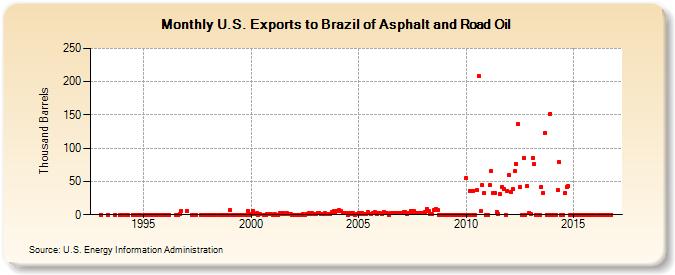 Monthly U.S. Exports to Brazil of Asphalt and Road Oil
Thousand Barrels
250
200
150
100
50
0
1995 2000 2005 2010 2015
Source: U.S. Energy Information Administration